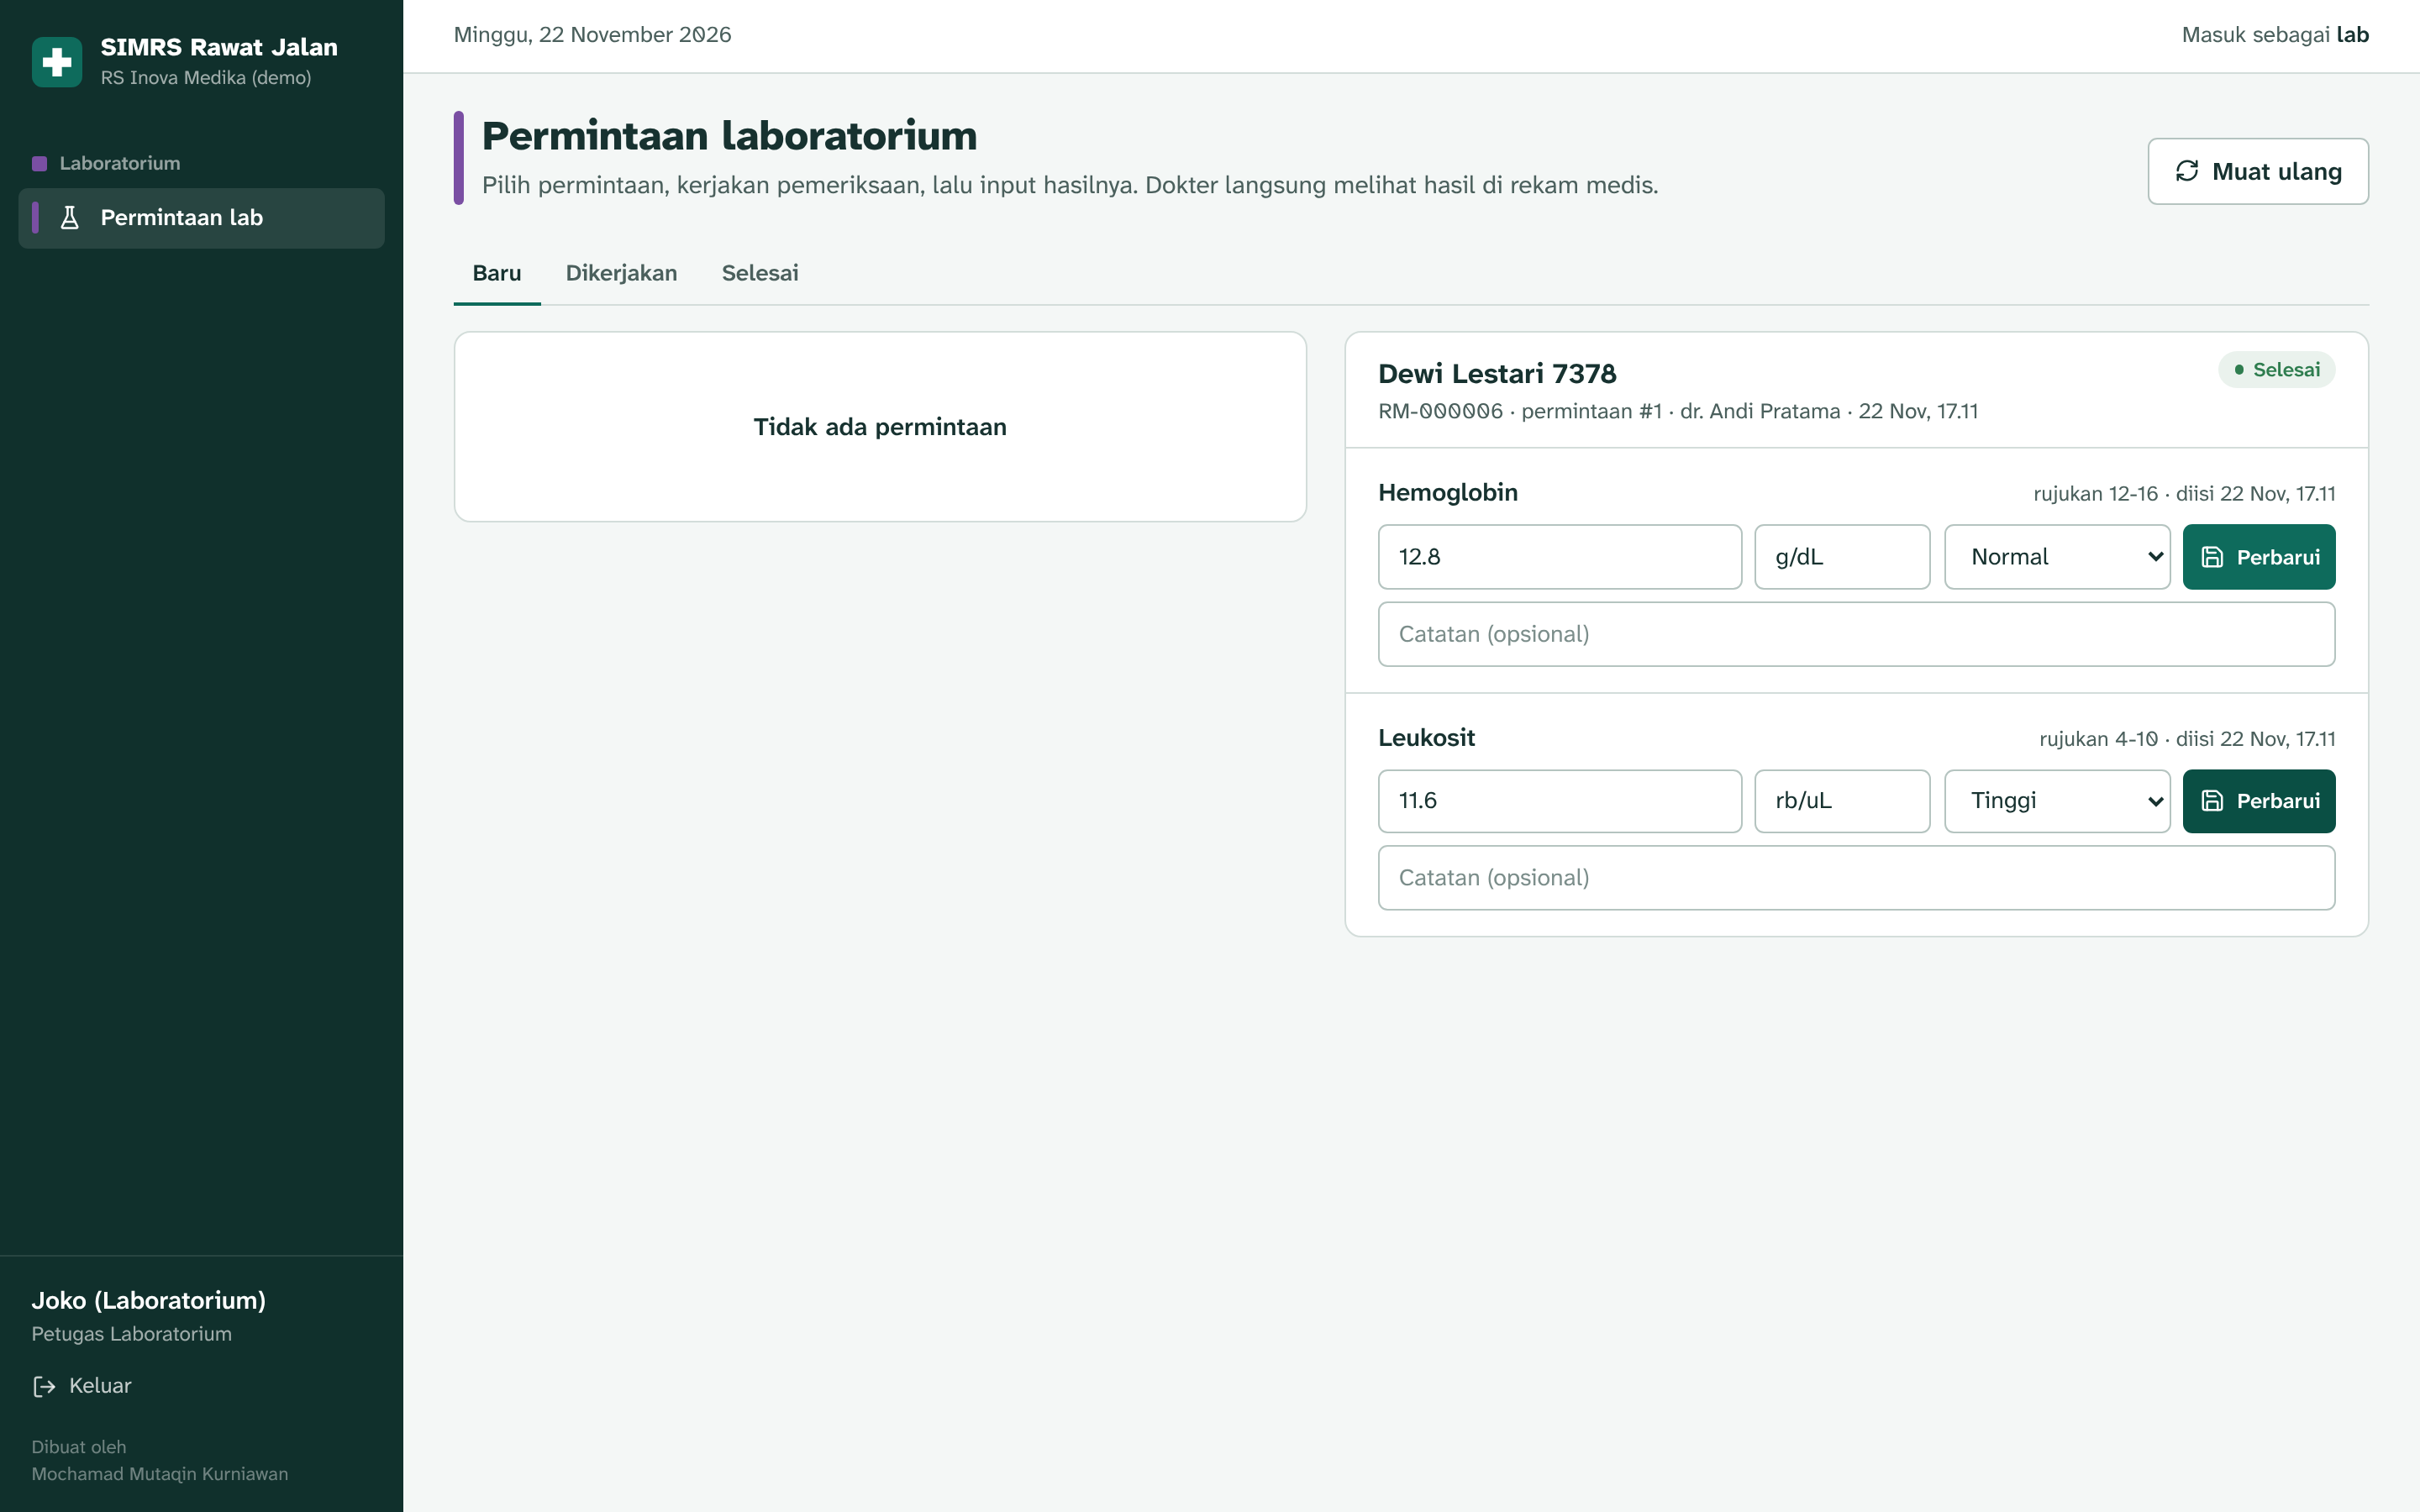 SIMRS Rawat Jalan
RS Inova Medika (demo)
Laboratorium
Permintaan lab
Joko (Laboratorium)
Petugas Laboratorium
Keluar
Dibuat oleh
Mochamad Mutaqin Kurniawan
Minggu, 22 November 2026
Masuk sebagai lab
Permintaan laboratorium
Pilih permintaan, kerjakan pemeriksaan, lalu input hasilnya. Dokter langsung melihat hasil di rekam medis.
Muat ulang
Baru Dikerjakan Selesai
Tidak ada permintaan
Dewi Lestari 7378
Selesai
RM-000006 · permintaan #1 · dr. Andi Pratama · 22 Nov, 17.11
Hemoglobin
rujukan 12-16 · diisi 22 Nov, 17.11
12.8 g/dL Normal Perbarui
Catatan (opsional)
Leukosit
rujukan 4-10 · diisi 22 Nov, 17.11
11.6 rb/uL Tinggi Perbarui
Catatan (opsional)